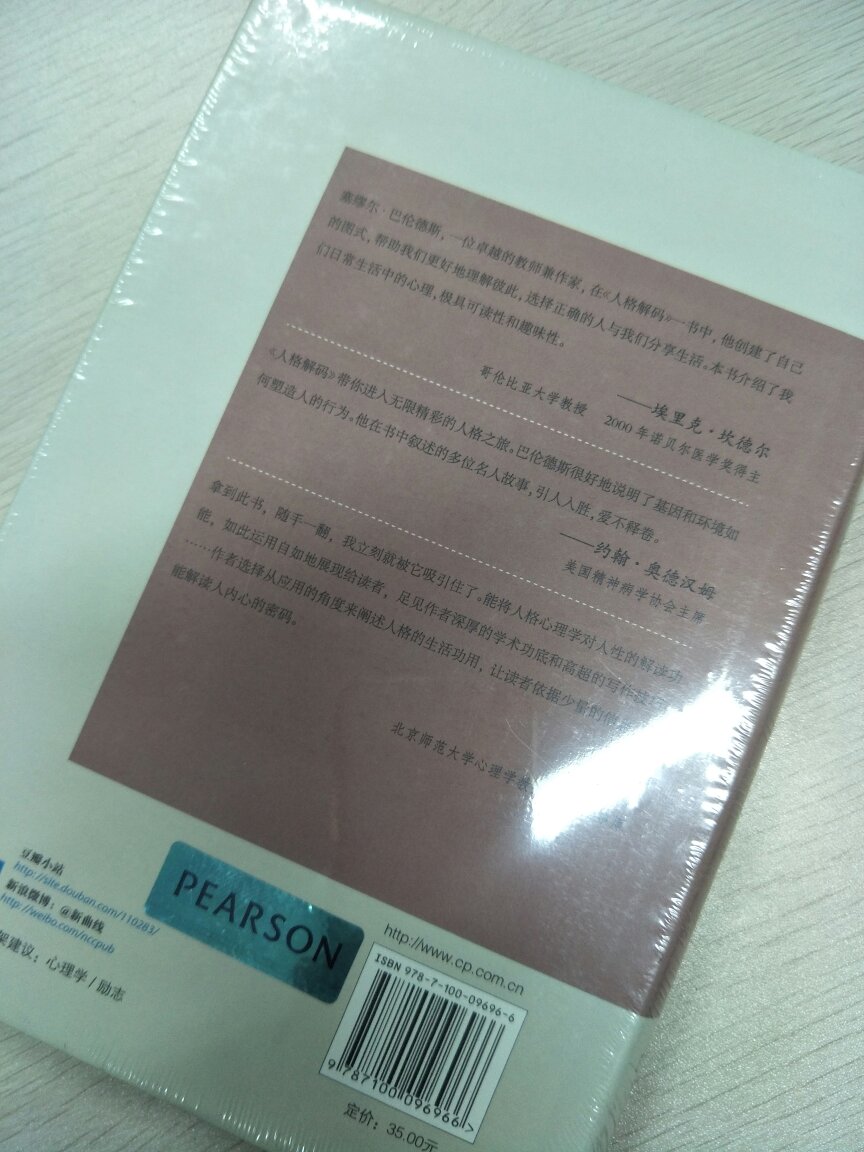 塞缪尔·巴伦德斯，一位卓越的教师兼作家，在《人格解码》一书中，他创建了自己
的图式，帮助我们更好地理解彼此，选择正确的人与我们分享生活。本书介绍了我
们日常生活中的心理，极具可读性和趣味性。
——埃里克·坎德尔
哥伦比亚大学教授 2000年诺贝尔医学奖得主
《人格解码》带你进入无限精彩的人格之旅。巴伦德斯很好地说明了基因和环境如
何塑造人的行为。他在书中叙述的多位名人故事，引人入胜，爱不释卷。
——约翰·奥德汉姆
美国精神病学协会主席
拿到此书，随手一翻，我立刻就被它吸引住了。能将人格心理学对人性的解读功
能，如此运用自如地展现给读者，足见作者深厚的学术功底和高超的写作
……作者选择从应用的角度来阐述人格的生活功用，让读者依据少量的
能解读人内心的密码。
北京师范大学心理学
豆瓣小站
http://site.douban.com/110283/
新浪微博：@新曲线
http://weibo.com/nccpub
架建议：心理学/励志
PEARSON
http://www.cp.com.cn
ISBN 978-7-100-09696-6
9787100096966>
定价：35.00元